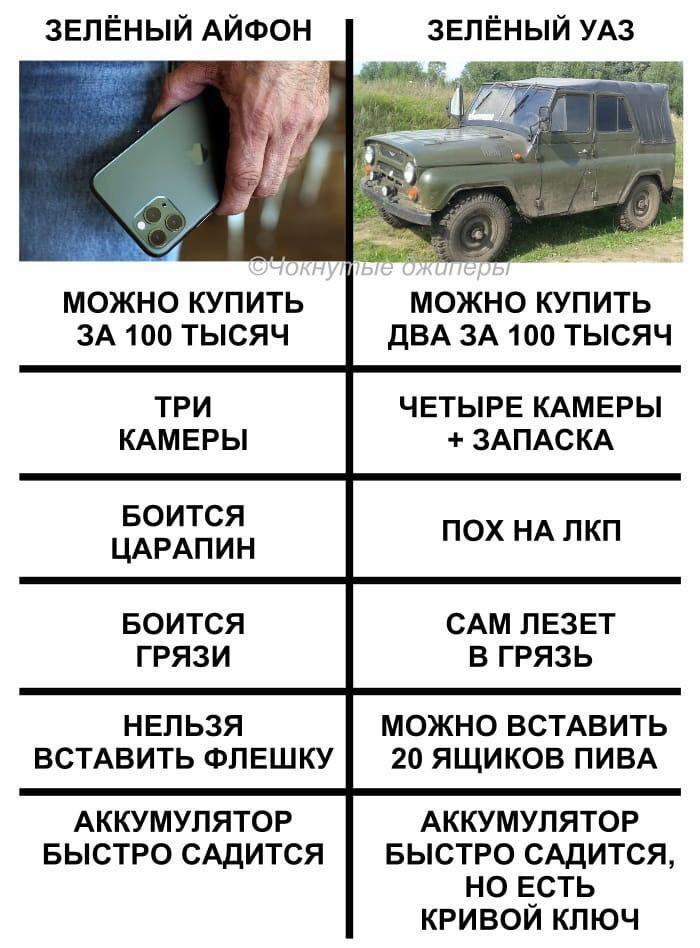 ЗЕЛЁНЫЙ АЙФОН
ЗЕЛЁНЫЙ УАЗ
©Чокнутые джиперы
МОЖНО КУПИТЬ
ЗА 100 ТЫСЯЧ
МОЖНО КУПИТЬ
ДВА ЗА 100 ТЫСЯЧ
ТРИ
КАМЕРЫ
ЧЕТЫРЕ КАМЕРЫ
+ ЗАПАСКА
БОИТСЯ
ЦАРАПИН
ПОХ НА ЛКП
БОИТСЯ
ГРЯЗИ
САМ ЛЕЗЕТ
В ГРЯЗЬ
НЕЛЬЗЯ
ВСТАВИТЬ ФЛЕШКУ
МОЖНО ВСТАВИТЬ
20 ЯЩИКОВ ПИВА
АККУМУЛЯТОР
БЫСТРО САДИТСЯ
АККУМУЛЯТОР
БЫСТРО САДИТСЯ,
НО ЕСТЬ
КРИВОЙ КЛЮЧ